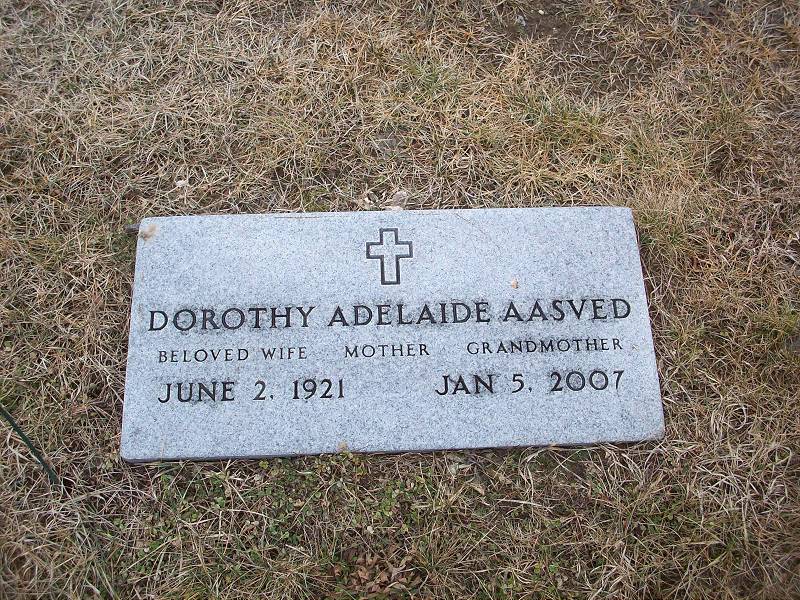 DOROTHY ADELAIDE AASVED
BELOVED WIFE MOTHER GRANDMOTHER
JUNE 2, 1921 JAN 5, 2007